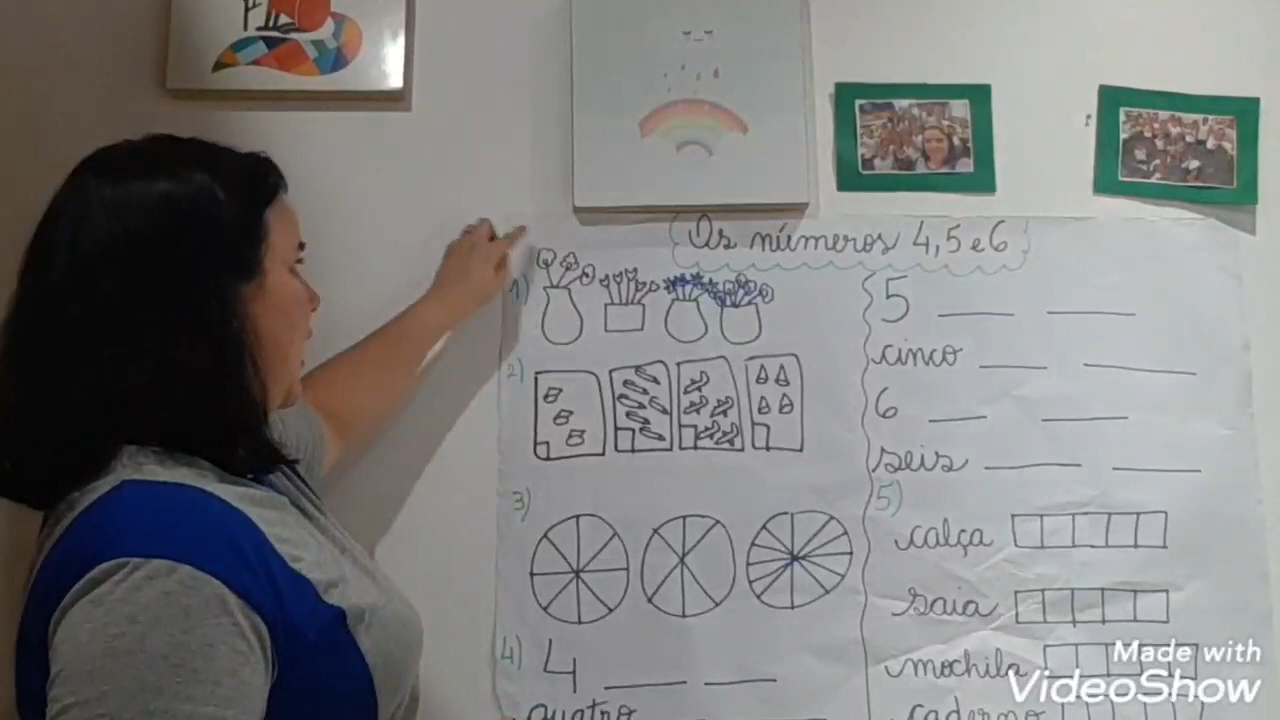 Os números 4, 5 e 6
1)
2)
3)
4) 4
quatro
5
cinco
6
seis
5)
calça
saia
mochila
caderno
Made with
VideoShow